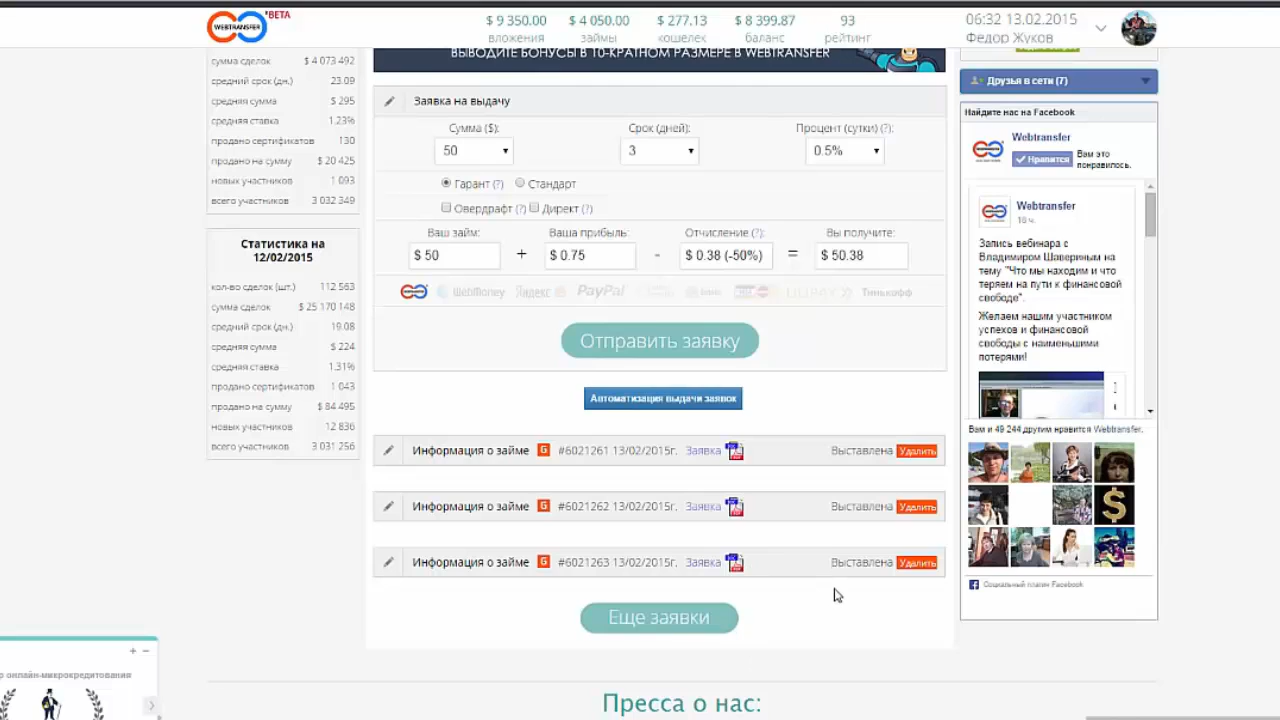 WEBTRANSFER
BETA
$ 9 350.00
вложения
$ 4 050.00
займы
$ 277.13
кошелек
$ 8 399.87
баланс
93
рейтинг
06:32 13.02.2015
Федор Жуков
сумма сделок $ 4 073 492
средний срок (дн.) 23.09
средняя сумма $ 295
средняя ставка 1.23%
продано сертификатов 130
продано на сумму $ 20 425
новых участников 1 093
всего участников 3 032 349
Статистика на
12/02/2015
кол-во сделок (шт.) 112 563
сумма сделок $ 25 170 148
средний срок (дн.) 19.08
средняя сумма $ 224
средняя ставка 1.31%
продано сертификатов 1 043
продано на сумму $ 84 495
новых участников 12 836
всего участников 3 031 256
р онлайн-микрокредитования
ВЫВОДИТЕ БОНУСЫ В 10-КРАТНОМ РАЗМЕРЕ В WEBTRANSFER
Заявка на выдачу
Сумма ($): Срок (дней): Процент (сутки) (?):
50 3 0.5%
Гарант (?) Стандарт
Овердрафт (?) Директ (?)
Ваш займ: Ваша прибыль: Отчисление (?): Вы получите:
$ 50 + $ 0.75 - $ 0.38 (-50%) = $ 50.38
WebMoney Яндекс PayPal Тинькофф
Отправить заявку
Автоматизация выдачи заявок
Информация о займе G #6021261 13/02/2015г. Заявка Выставлена Удалить
Информация о займе G #6021262 13/02/2015г. Заявка Выставлена Удалить
Информация о займе G #6021263 13/02/2015г. Заявка Выставлена Удалить
Еще заявки
Пресса о нас:
Друзья в сети (7)
Найдите нас на Facebook
Webtransfer
Нравится
Вам это
понравилось.
Webtransfer
16 ч.
Запись вебинара с
Владимиром Шавериным на
тему "Что мы находим и что
теряем на пути к финансовой
свободе".
Желаем нашим участником
успехов и финансовой
свободы с наименьшими
потерями!
Вам и 49 244 другим нравится Webtransfer.
Социальный плагин Facebook